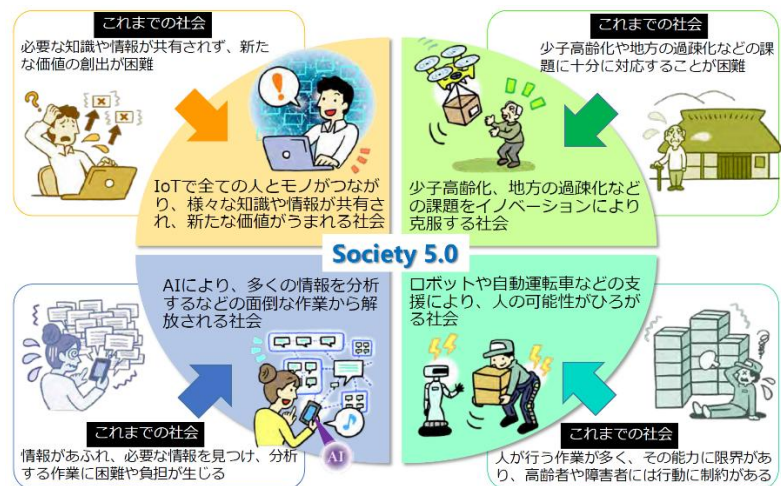 これまでの社会
必要な知識や情報が共有されず、新た
な価値の創出が困難
IoTで全ての人とモノがつなが
り、様々な知識や情報が共有さ
れ、新たな価値がうまれる社会
これまでの社会
少子高齢化や地方の過疎化などの課
題に十分に対応することが困難
少子高齢化、地方の過疎化など
の課題をイノベーションにより
克服する社会
Society 5.0
AIにより、多くの情報を分析
するなどの面倒な作業から解
放される社会
AI
これまでの社会
情報があふれ、必要な情報を見つけ、分析
する作業に困難や負担が生じる
ロボットや自動運転車などの支
援により、人の可能性がひろが
る社会
これまでの社会
人が行う作業が多く、その能力に限界があ
り、高齢者や障害者には行動に制約がある